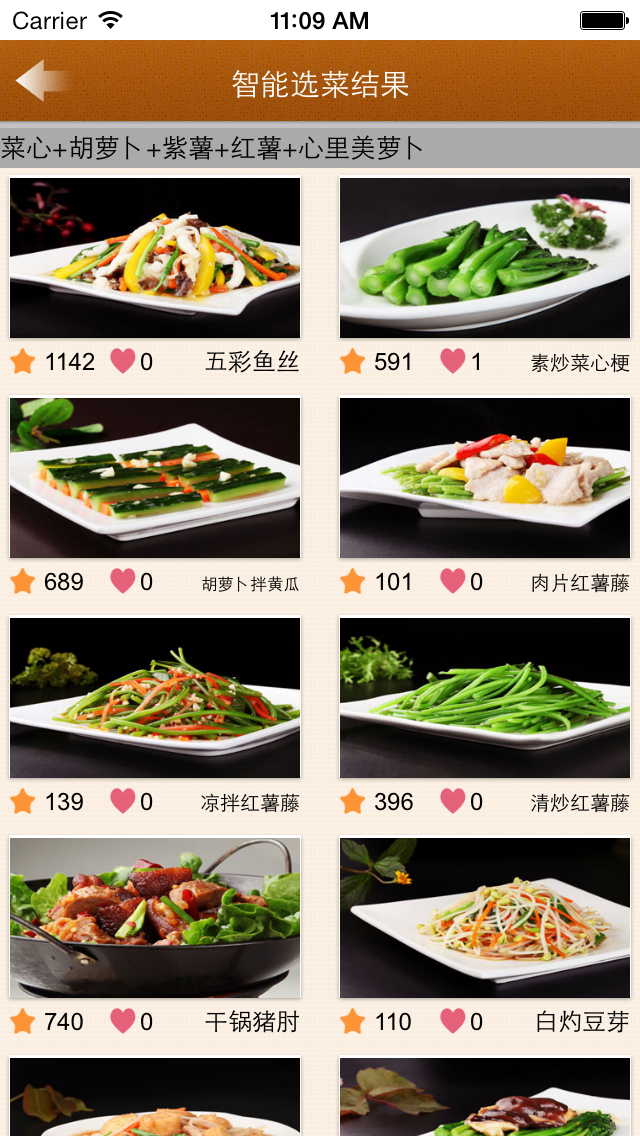 Carrier 11:09 AM
智能选菜结果
菜心+胡萝卜+紫薯+红薯+心里美萝卜
1142 0 五彩鱼丝
591 1 素炒菜心梗
689 0 胡萝卜拌黄瓜
101 0 肉片红薯藤
139 0 凉拌红薯藤
396 0 清炒红薯藤
740 0 干锅猪肘
110 0 白灼豆芽